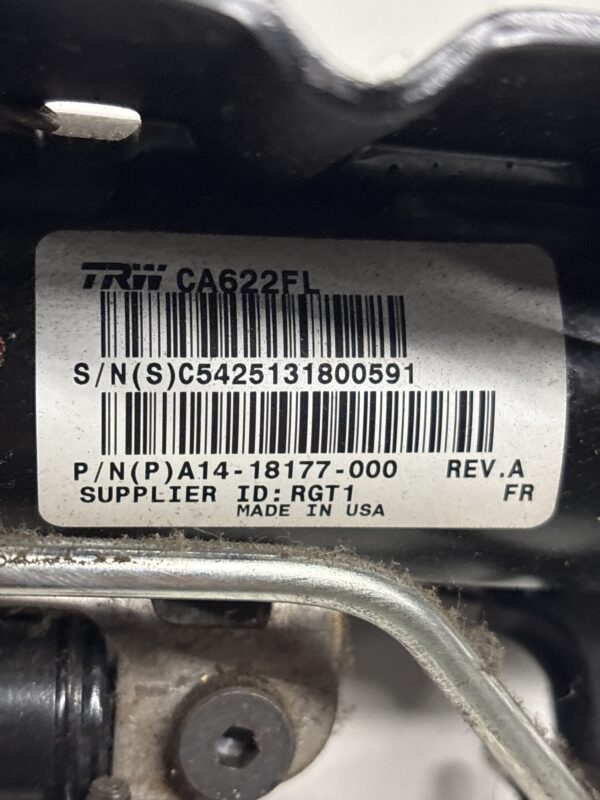 TRW CA622FL
S/N(S)C5425131800591
P/N(P)A14-18177-000 REV.A
SUPPLIER ID:RGT1 FR
MADE IN USA